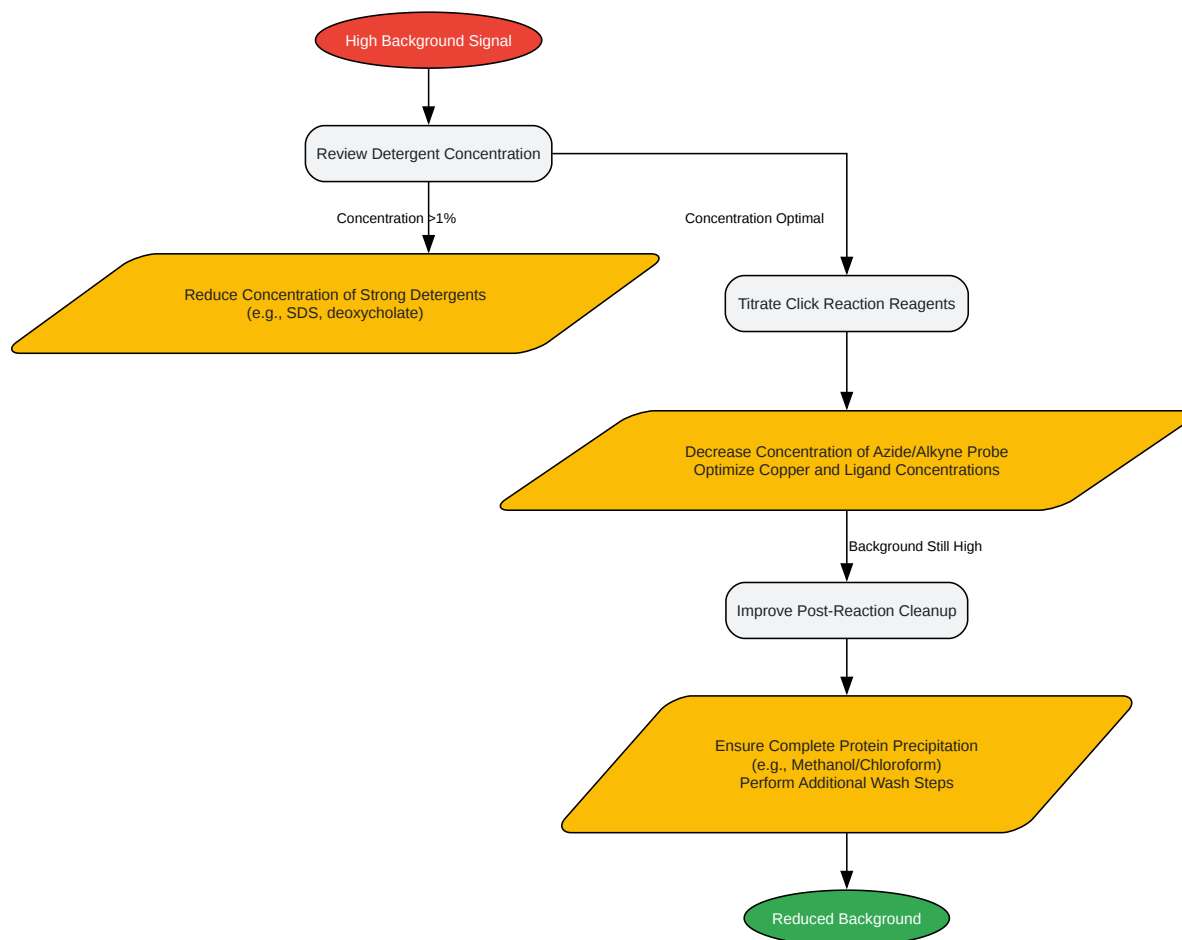 High Background Signal
Review Detergent Concentration
Concentration >1%
Concentration Optimal
Reduce Concentration of Strong Detergents
(e.g., SDS, deoxycholate)
Titrate Click Reaction Reagents
Decrease Concentration of Azide/Alkyne Probe
Optimize Copper and Ligand Concentrations
Background Still High
Improve Post-Reaction Cleanup
Ensure Complete Protein Precipitation
(e.g., Methanol/Chloroform)
Perform Additional Wash Steps
Reduced Background